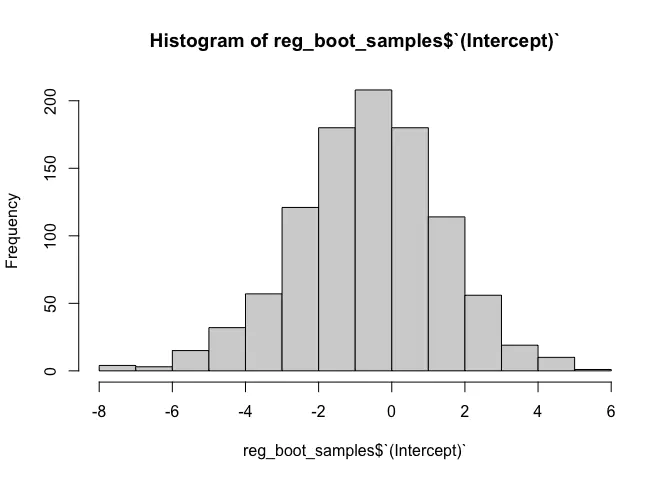 Histogram of reg_boot_samples$`(Intercept)`
Frequency
200
150
100
50
0
-8 -6 -4 -2 0 2 4 6
reg_boot_samples$`(Intercept)`